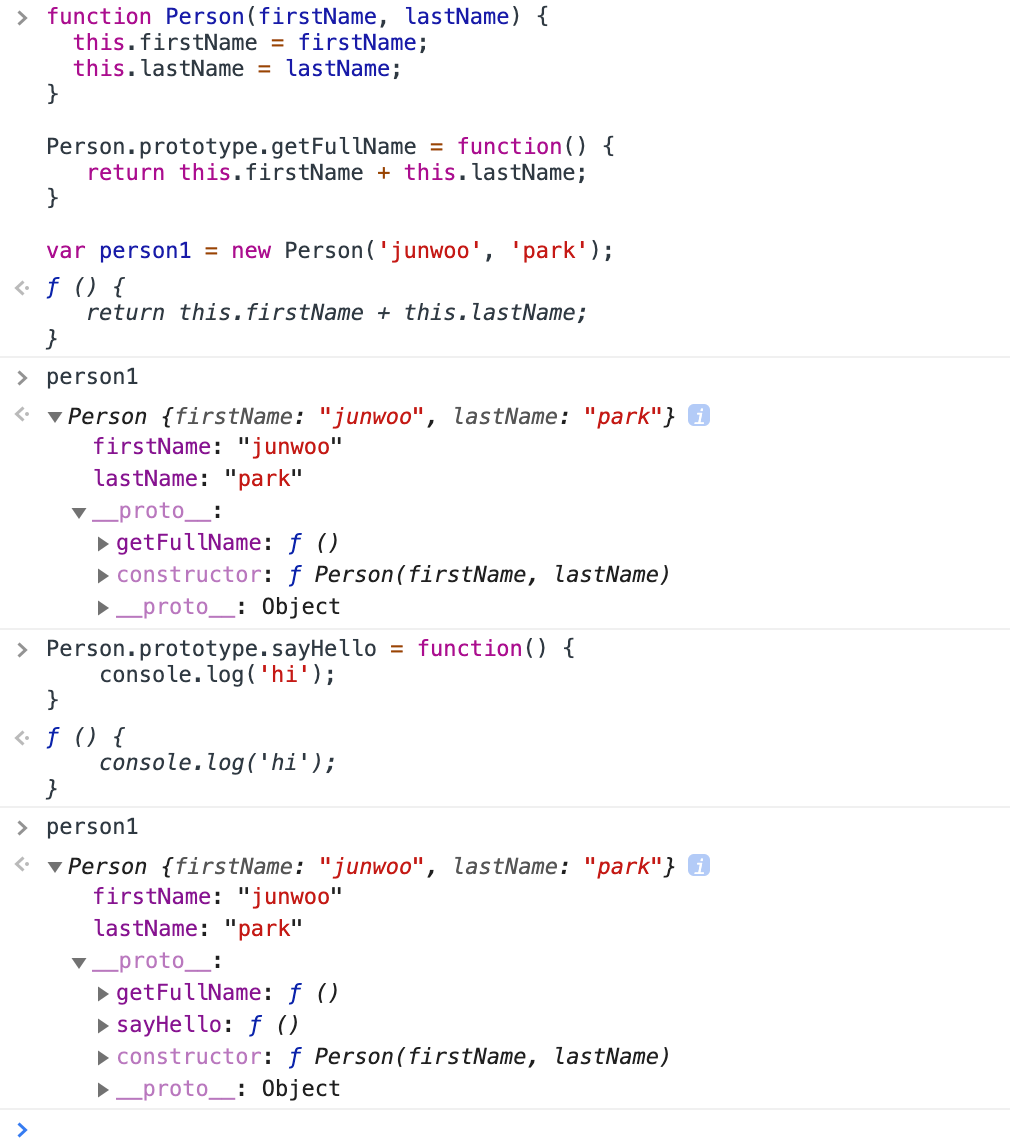 > function Person(firstName, lastName) {
  this.firstName = firstName;
  this.lastName = lastName;
}
Person.prototype.getFullName = function() {
   return this.firstName + this.lastName;
}
var person1 = new Person('junwoo', 'park');
ƒ () {
   return this.firstName + this.lastName;
}
> person1
▼Person {firstName: "junwoo", lastName: "park"} i
firstName: "junwoo"
lastName: "park"
▼__proto__:
▶getFullName: ƒ ()
▶constructor: ƒ Person(firstName, lastName)
▶__proto__: Object
> Person.prototype.sayHello = function() {
    console.log('hi');
}
ƒ () {
    console.log('hi');
}
> person1
▼Person {firstName: "junwoo", lastName: "park"} i
firstName: "junwoo"
lastName: "park"
▼__proto__:
▶getFullName: ƒ ()
▶sayHello: ƒ ()
▶constructor: ƒ Person(firstName, lastName)
▶__proto__: Object
>